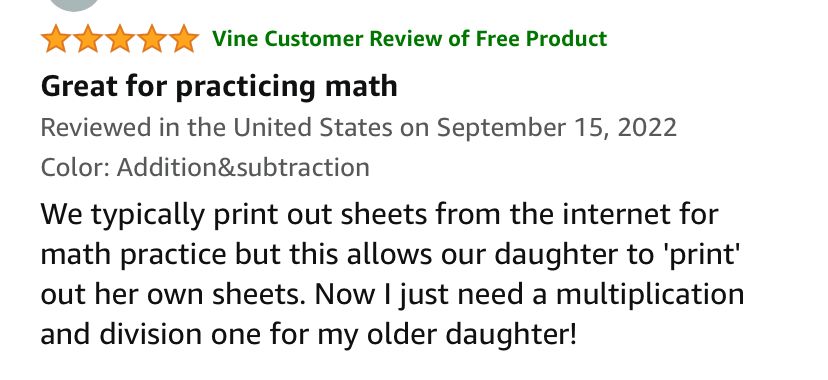 Vine Customer Review of Free Product
Great for practicing math
Reviewed in the United States on September 15, 2022
Color: Addition&subtraction
We typically print out sheets from the internet for
math practice but this allows our daughter to 'print'
out her own sheets. Now I just need a multiplication
and division one for my older daughter!